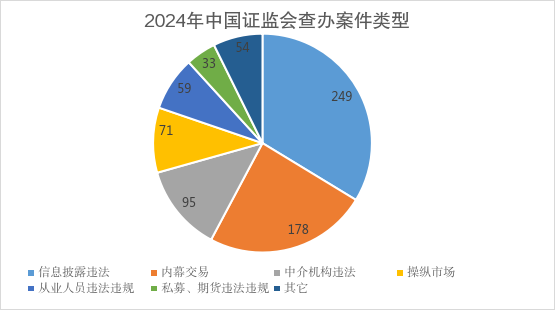 2024年中国证监会查办案件类型
54
33
59
249
71
95
178
信息披露违法 内幕交易 中介机构违法 操纵市场
从业人员违法违规 私募、期货违法违规 其它